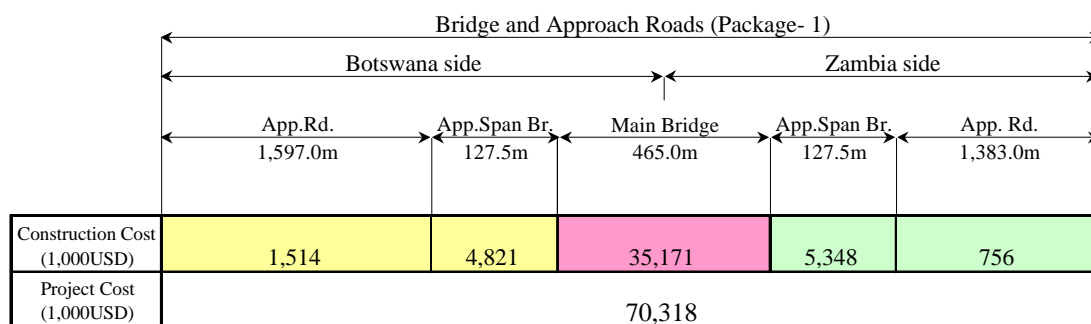 Bridge and Approach Roads (Package- 1)
Botswana side Zambia side
App.Rd. App.Span Br. Main Bridge App.Span Br. App. Rd.
1,597.0m 127.5m 465.0m 127.5m 1,383.0m
Construction Cost
(1,000USD) 1,514 4,821 35,171 5,348 756
Project Cost
(1,000USD) 70,318